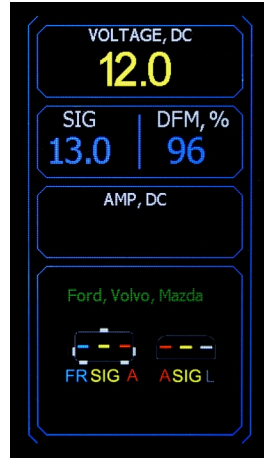 VOLTAGE, DC
12.0
SIG DFM, %
13.0 96
AMP, DC
Ford, Volvo, Mazda
FR SIG A A SIG L